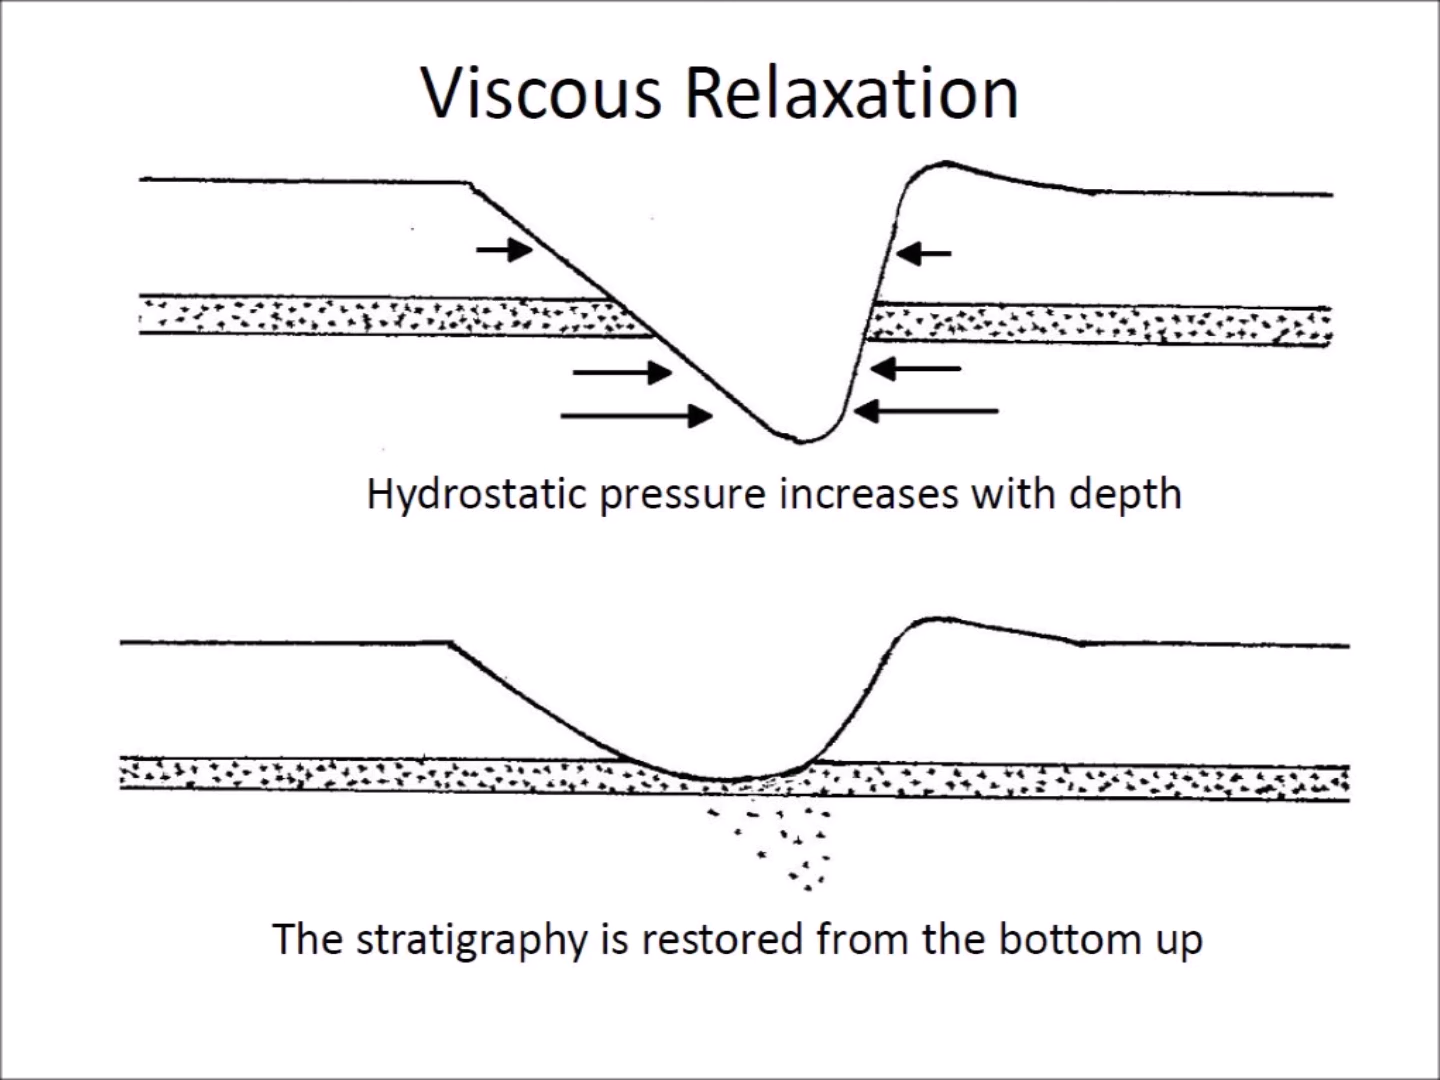 Viscous Relaxation
Hydrostatic pressure increases with depth
The stratigraphy is restored from the bottom up